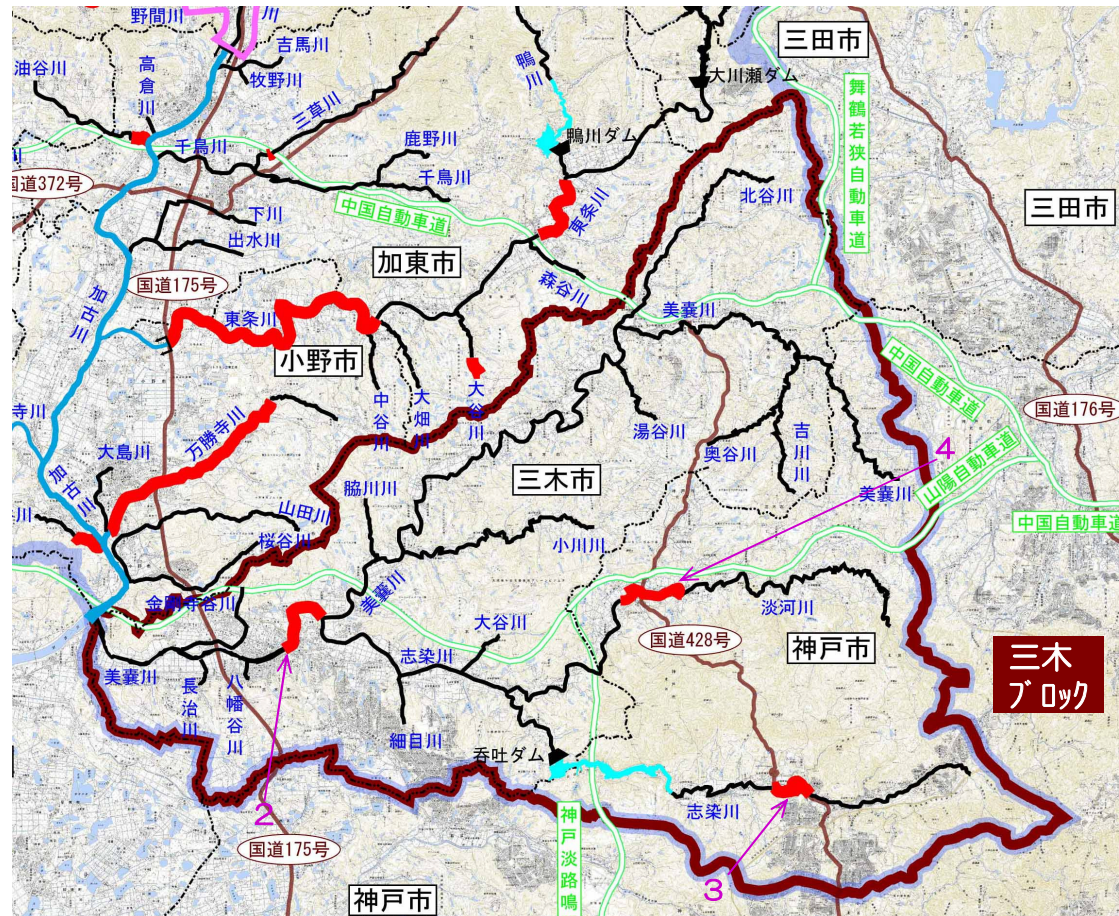 野間川
吉馬川
牧野川
油谷川
高倉川
三草川
千鳥川
鹿野川
千鳥川
中国自動車道
鴨川
鴨川ダム
大川瀬ダム
三田市
舞鶴若狭自動車道
三田市
国道372号
下川
出水川
国道175号
加東市
東条川
森谷川
北谷川
美嚢川
加古川
東条川
小野市
中谷川
大畑川
大谷川
万勝寺川
寺川
大島川
加古川
川
山田川
桜谷川
金剛寺谷川
脇川川
三木市
湯谷川
奥谷川
吉川川
美嚢川
4
中国自動車道
国道176号
山陽自動車道
中国自動車道
小川川
美嚢川
大谷川
志染川
淡河川
国道428号
神戸市
三木
ブロック
美嚢川
長治川
八幡谷川
細目川
呑吐ダム
志染川
2
3
国道175号
神戸淡路鳴
神戸市